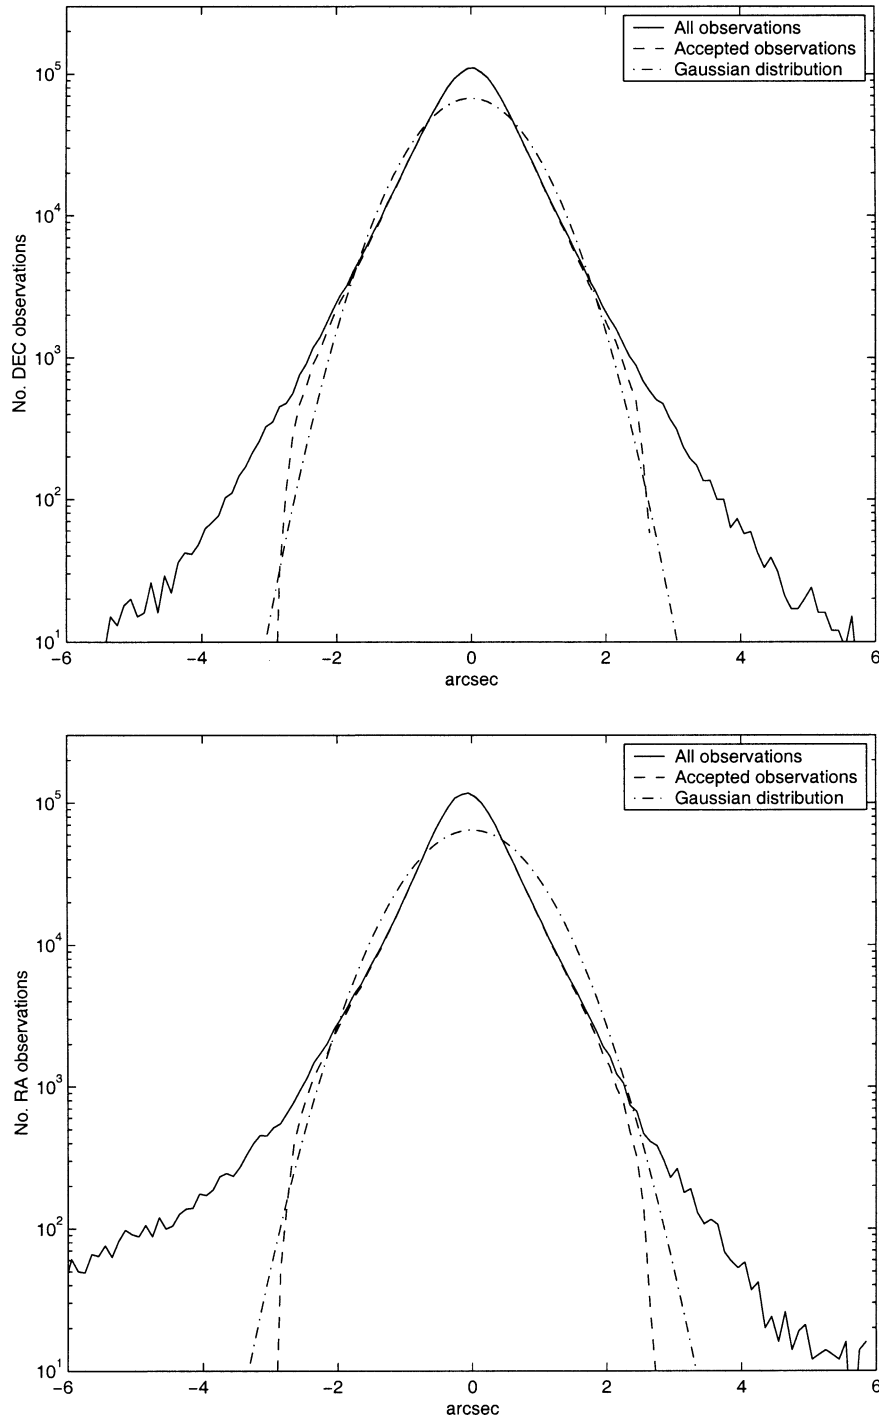 All observations
Accepted observations
Gaussian distribution
10^5
10^4
10^3
10^2
10^1
No. DEC observations
−6 −4 −2 0 2 4 6
arcsec
All observations
Accepted observations
Gaussian distribution
10^5
10^4
10^3
10^2
10^1
No. RA observations
−6 −4 −2 0 2 4 6
arcsec